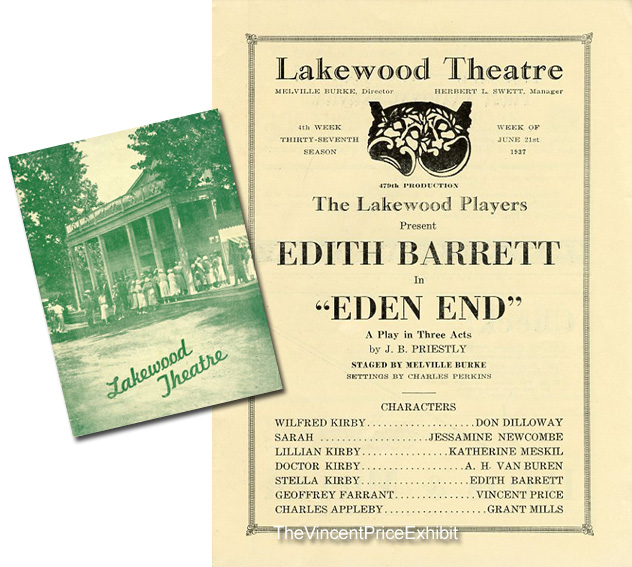 Lakewood Theatre
MELVILLE BURKE, Director HERBERT L. SWETT, Manager
4th WEEK
THIRTY-SEVENTH
SEASON
WEEK OF
JUNE 21st
1937
479th PRODUCTION
The Lakewood Players
Present
EDITH BARRETT
In
“EDEN END”
A Play in Three Acts
by J. B. PRIESTLY
STAGED BY MELVILLE BURKE
SETTINGS BY CHARLES PERKINS
CHARACTERS
WILFRED KIRBY....................DON DILLOWAY
SARAH ....................JESSAMINE NEWCOMBE
LILLIAN KIRBY................KATHERINE MESKIL
DOCTOR KIRBY...................A. H. VAN BUREN
STELLA KIRBY....................EDITH BARRETT
GEOFFREY FARRANT...............VINCENT PRICE
CHARLES APPLEBY...................GRANT MILLS
TheVincentPriceExhibit
Lakewood
Theatre